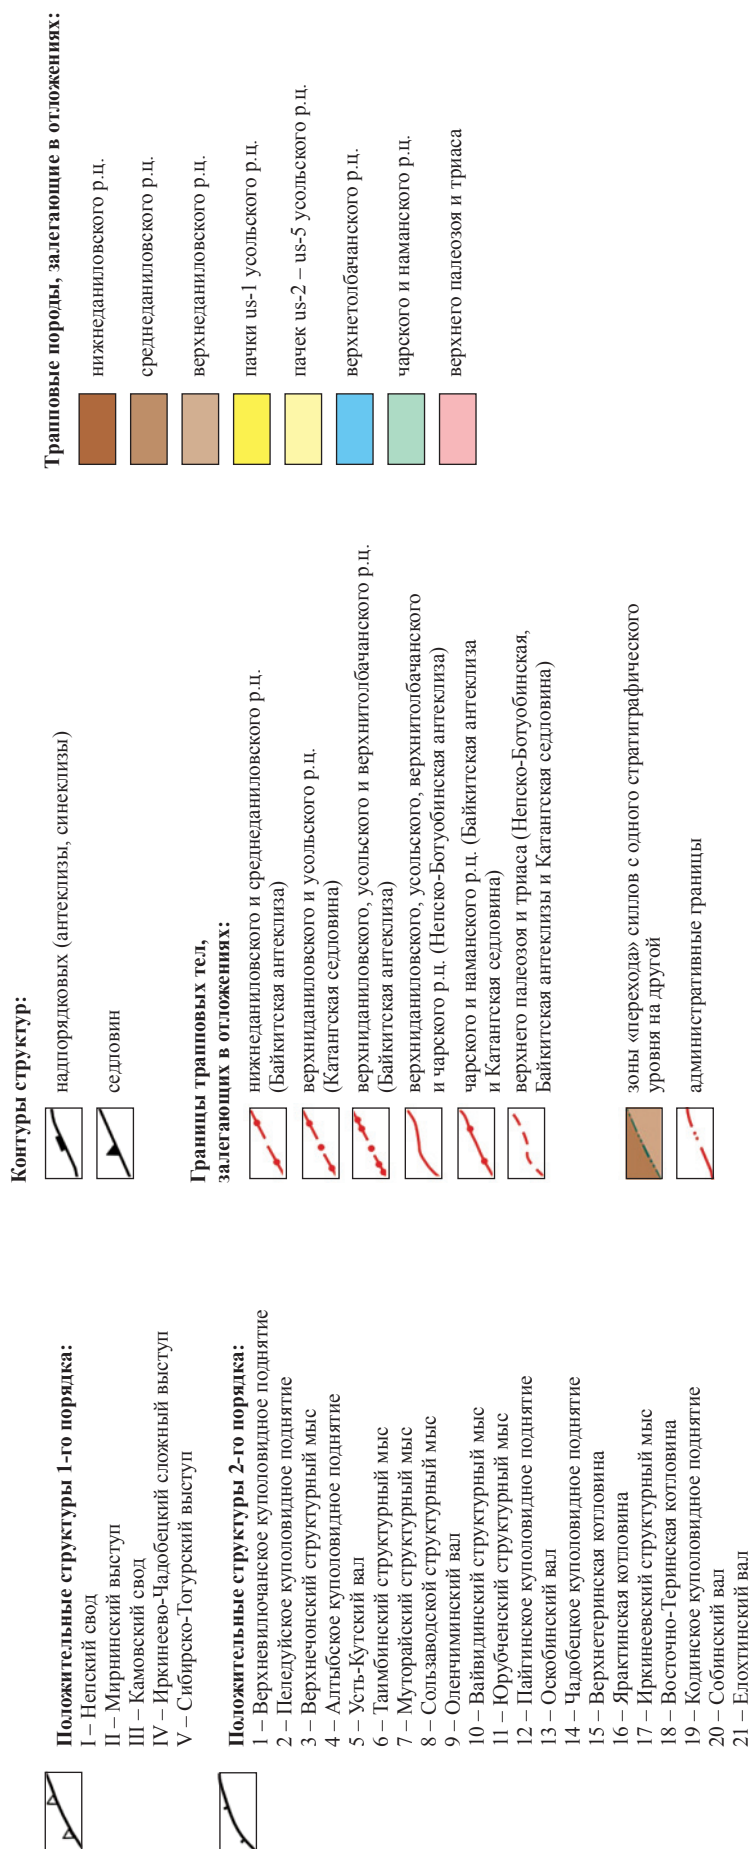 Положительные структуры 1-го порядка:
I – Непский свод
II – Мирнинский выступ
III – Камовский свод
IV – Иркинеево-Чадобецкий сложный выступ
V – Сибирско-Тогурский выступ
Положительные структуры 2-го порядка:
1 – Верхневилючанское куполовидное поднятие
2 – Пеледуйское куполовидное поднятие
3 – Верхнечонский структурный мыс
4 – Алтыбское куполовидное поднятие
5 – Усть-Кутский вал
6 – Таимбинский структурный мыс
7 – Муторайский структурный мыс
8 – Сользаводской структурный мыс
9 – Оленчиминский вал
10 – Вайвидинский структурный мыс
11 – Юрубченский структурный мыс
12 – Пайгинское куполовидное поднятие
13 – Оскобинский вал
14 – Чадобецкое куполовидное поднятие
15 – Верхнетеринская котловина
16 – Ярактинская котловина
17 – Иркинеевский структурный мыс
18 – Восточно-Теринская котловина
19 – Кодинское куполовидное поднятие
20 – Собинский вал
21 – Елохтинский вал
Контуры структур:
надпорядковых (антеклизы, синеклизы)
седловин
Границы трапповых тел,
залегающих в отложениях:
нижнеданиловского и среднеданиловского р.ц.
(Байкитская антеклиза)
верхниданиловского и усольского р.ц.
(Катангская седловина)
верхниданиловского, усольского и верхнитолбачанского р.ц.
(Байкитская антеклиза)
верхниданиловского, усольского, верхнитолбачанского
и чарского р.ц. (Непско-Ботуобинская антеклиза)
чарского и наманского р.ц. (Байкитская антеклиза
и Катангская седловина)
верхнего палеозоя и триаса (Непско-Ботуобинская,
Байкитская антеклизы и Катангская седловина)
зоны «перехода» силлов с одного стратиграфического
уровня на другой
административные границы
Трапповые породы, залегающие в отложениях:
нижнеданиловского р.ц.
среднеданиловского р.ц.
верхнеданиловского р.ц.
пачки us-1 усольского р.ц.
пачек us-2 – us-5 усольского р.ц.
верхнетолбачанского р.ц.
чарского и наманского р.ц.
верхнего палеозоя и триаса